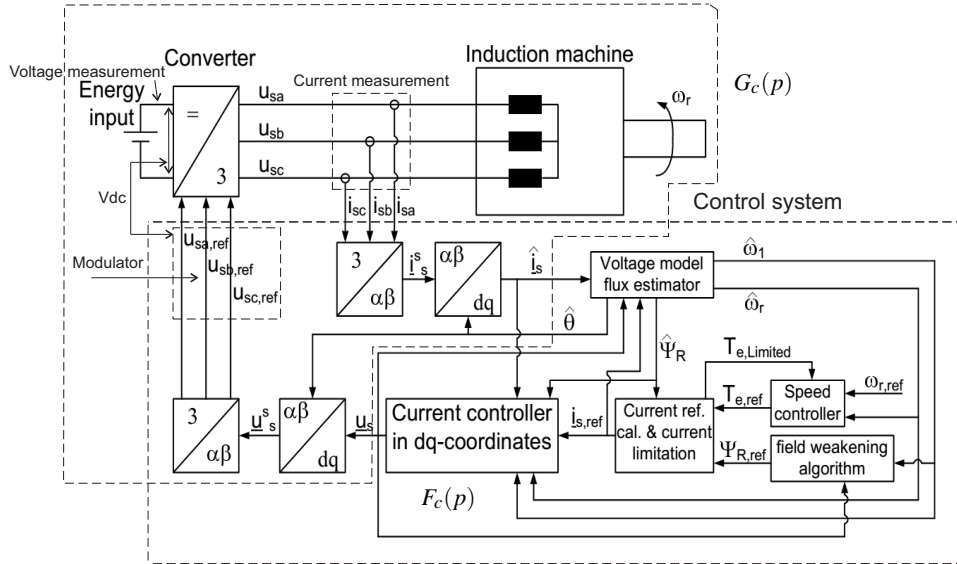 Converter
Induction machine
G_c(p)
Voltage measurement
Current measurement
Energy
input
u_sa
u_sb
u_sc
ω_r
=
3
Vdc
i_sc
i_sb
i_sa
Control system
Modulator
u_sa,ref
u_sb,ref
u_sc,ref
3
αβ
i^s_s
αβ
dq
î_s
Voltage model
flux estimator
ω̂_1
ω̂_r
θ̂
Ψ̂_R
T_e,Limited
3
αβ
u^s_s
αβ
dq
u_s
Current controller
in dq-coordinates
i_s,ref
Current ref.
cal. & current
limitation
T_e,ref
Speed
controller
ω_r,ref
Ψ_R,ref
field weakening
algorithm
F_c(p)